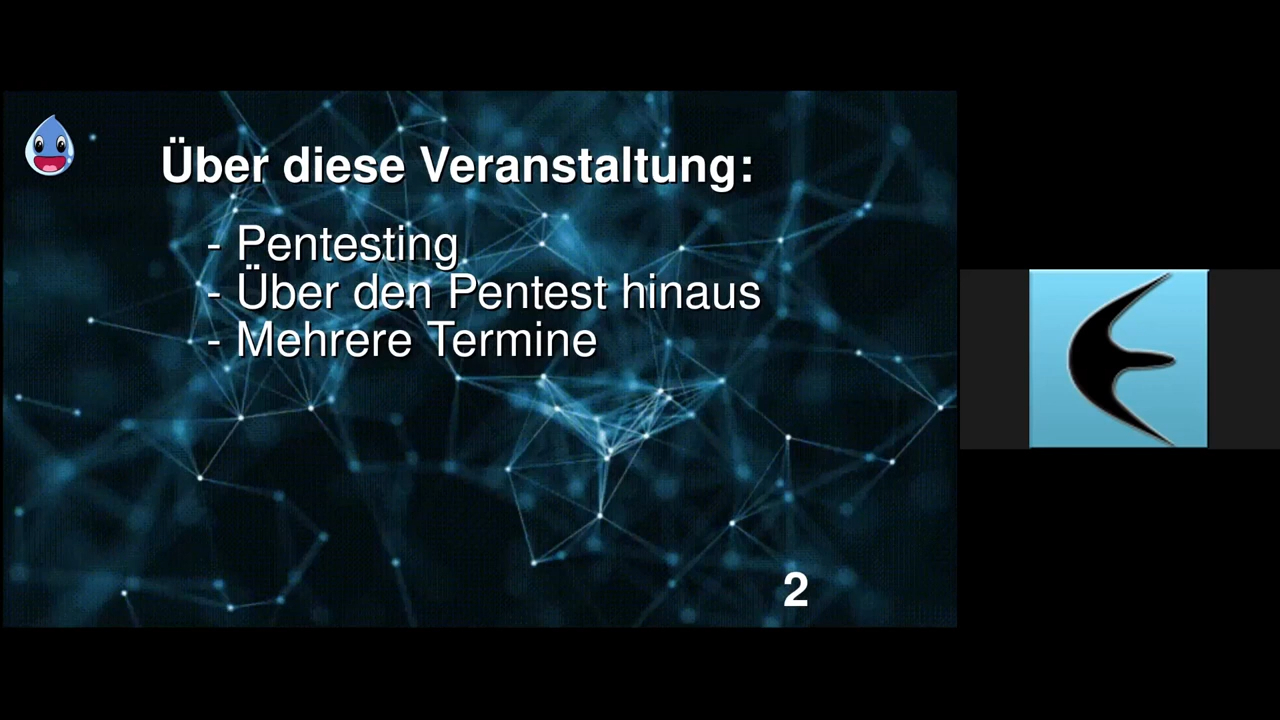 Über diese Veranstaltung:
- Pentesting
- Über den Pentest hinaus
- Mehrere Termine
2